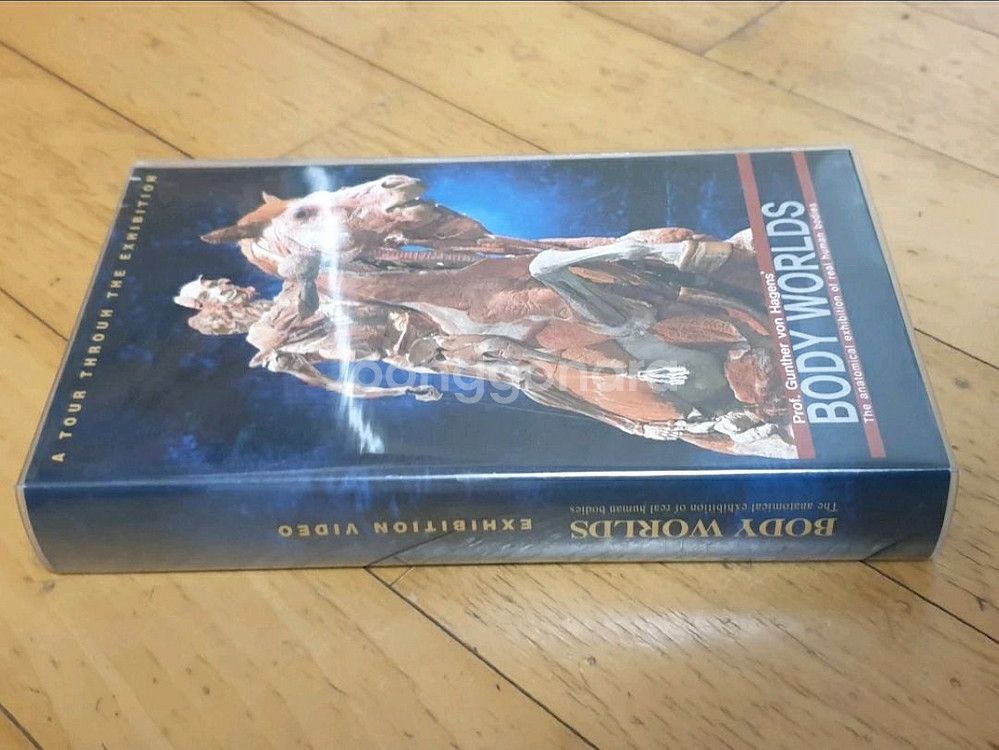 A TOUR THROUH THE EXHIBITION
Prof. Gunther von Hagens'
BODY WORLDS
The anatomical exhibition of real human bodies
BODY WORLDS
The anatomical exhibition of real human bodies
EXHIBITION VIDEO